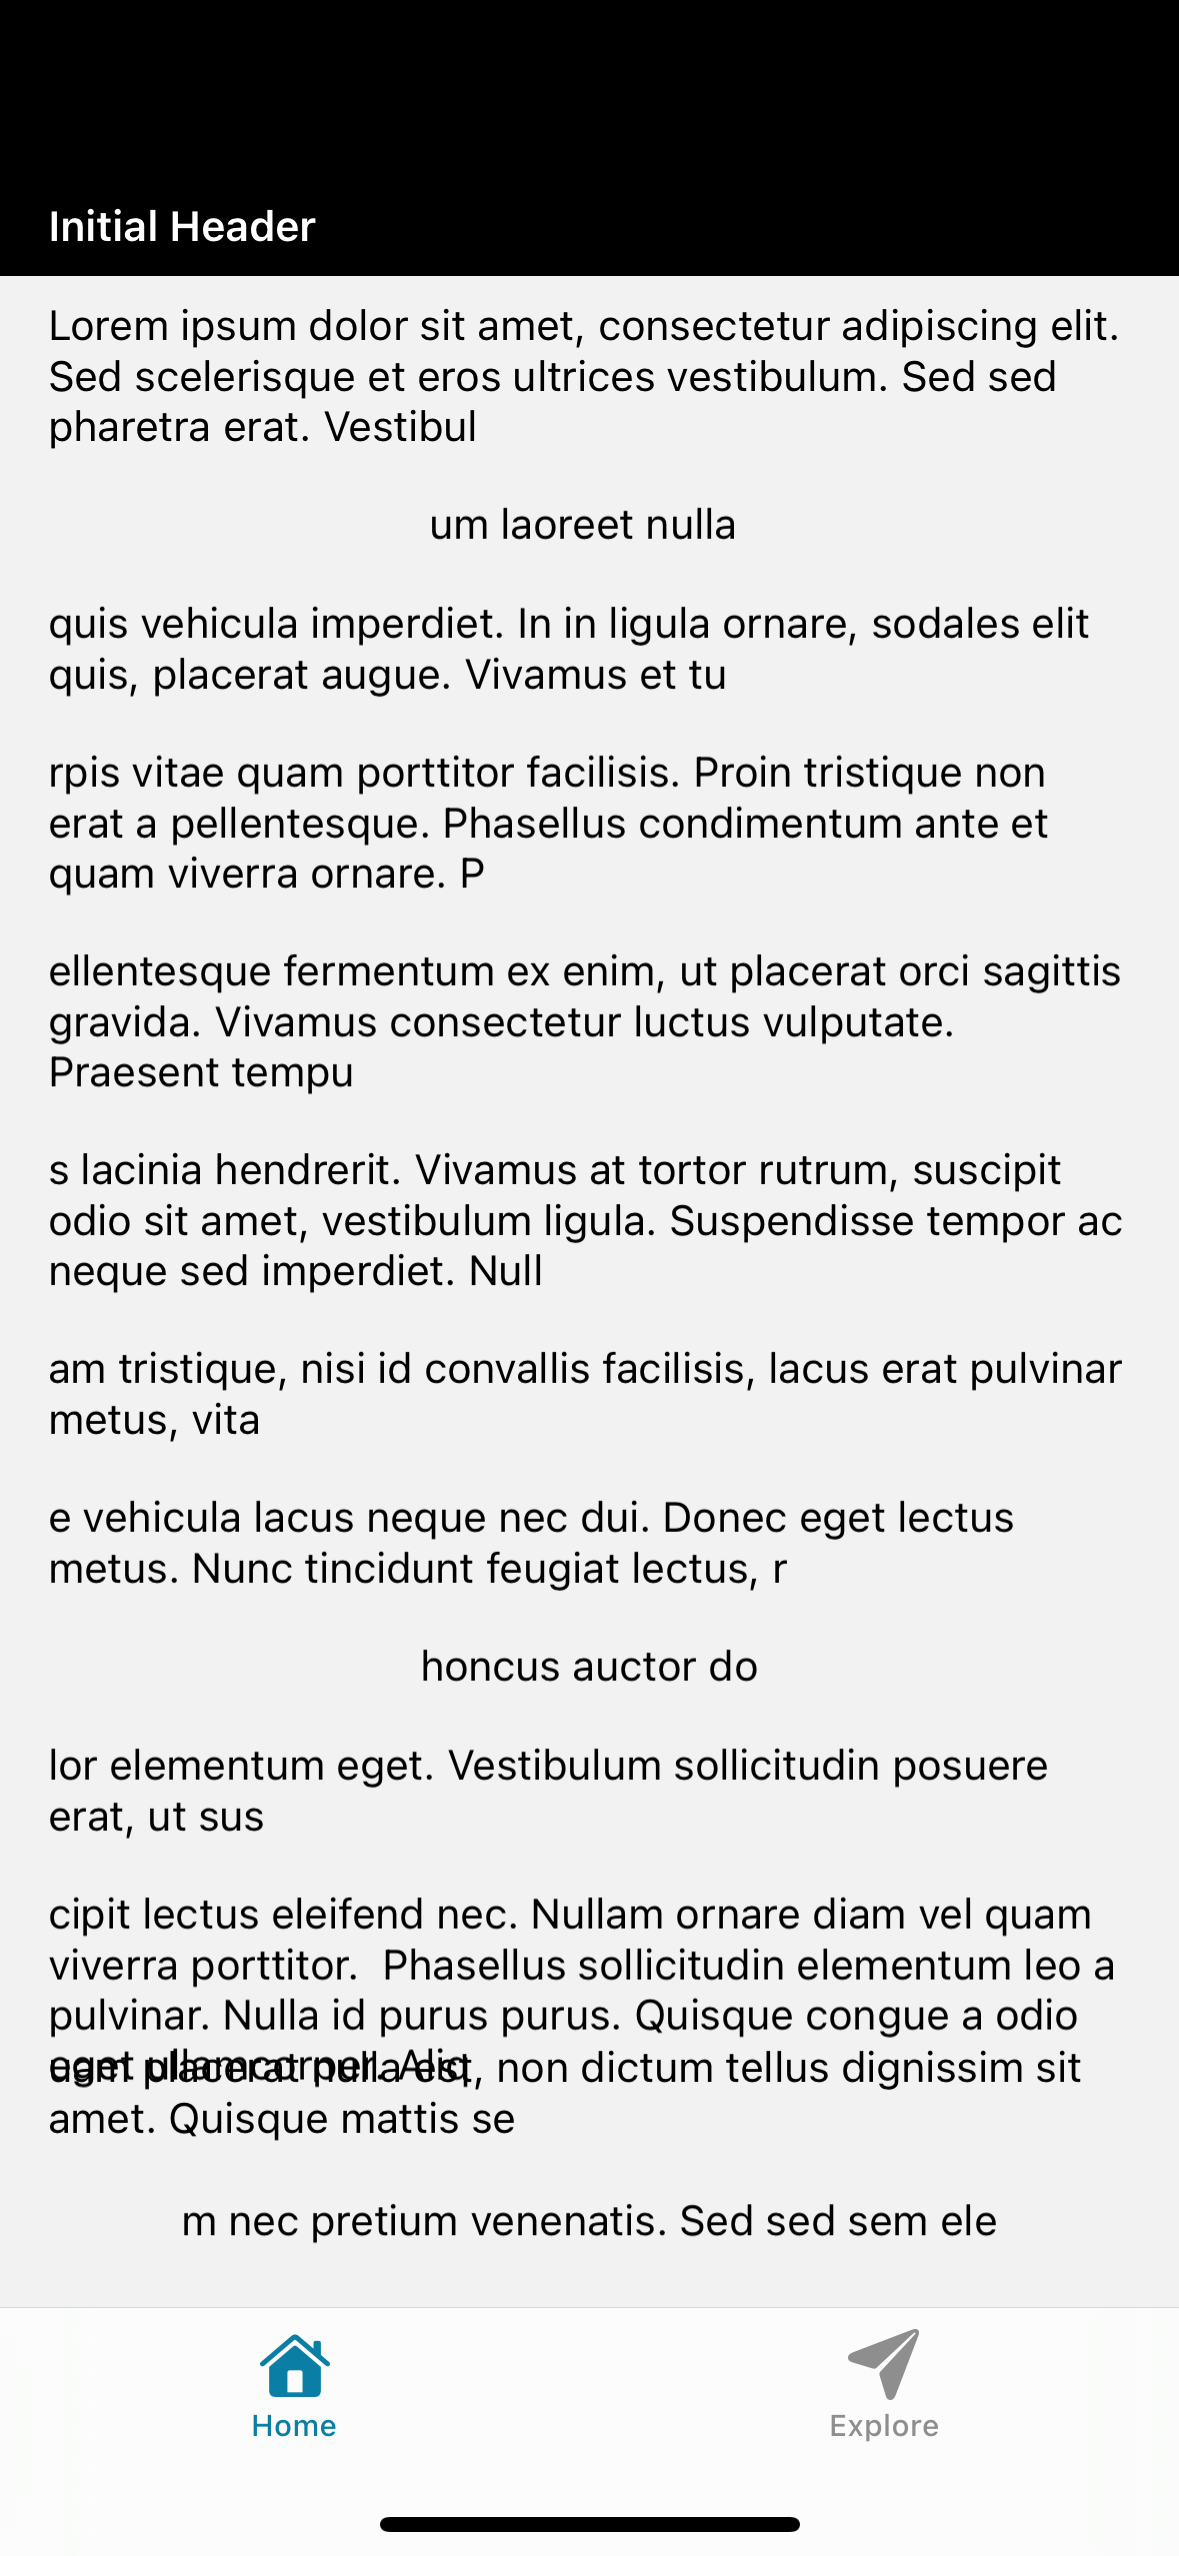 Initial Header
Lorem ipsum dolor sit amet, consectetur adipiscing elit.
Sed scelerisque et eros ultrices vestibulum. Sed sed
pharetra erat. Vestibul
um laoreet nulla
quis vehicula imperdiet. In in ligula ornare, sodales elit
quis, placerat augue. Vivamus et tu
rpis vitae quam porttitor facilisis. Proin tristique non
erat a pellentesque. Phasellus condimentum ante et
quam viverra ornare. P
ellentesque fermentum ex enim, ut placerat orci sagittis
gravida. Vivamus consectetur luctus vulputate.
Praesent tempu
s lacinia hendrerit. Vivamus at tortor rutrum, suscipit
odio sit amet, vestibulum ligula. Suspendisse tempor ac
neque sed imperdiet. Null
am tristique, nisi id convallis facilisis, lacus erat pulvinar
metus, vita
e vehicula lacus neque nec dui. Donec eget lectus
metus. Nunc tincidunt feugiat lectus, r
honcus auctor do
lor elementum eget. Vestibulum sollicitudin posuere
erat, ut sus
cipit lectus eleifend nec. Nullam ornare diam vel quam
viverra porttitor.  Phasellus sollicitudin elementum leo a
pulvinar. Nulla id purus purus. Quisque congue a odio
eget ullamcorper. Aliq
uam placerat nulla est, non dictum tellus dignissim sit
amet. Quisque mattis se
m nec pretium venenatis. Sed sed sem ele
Home
Explore